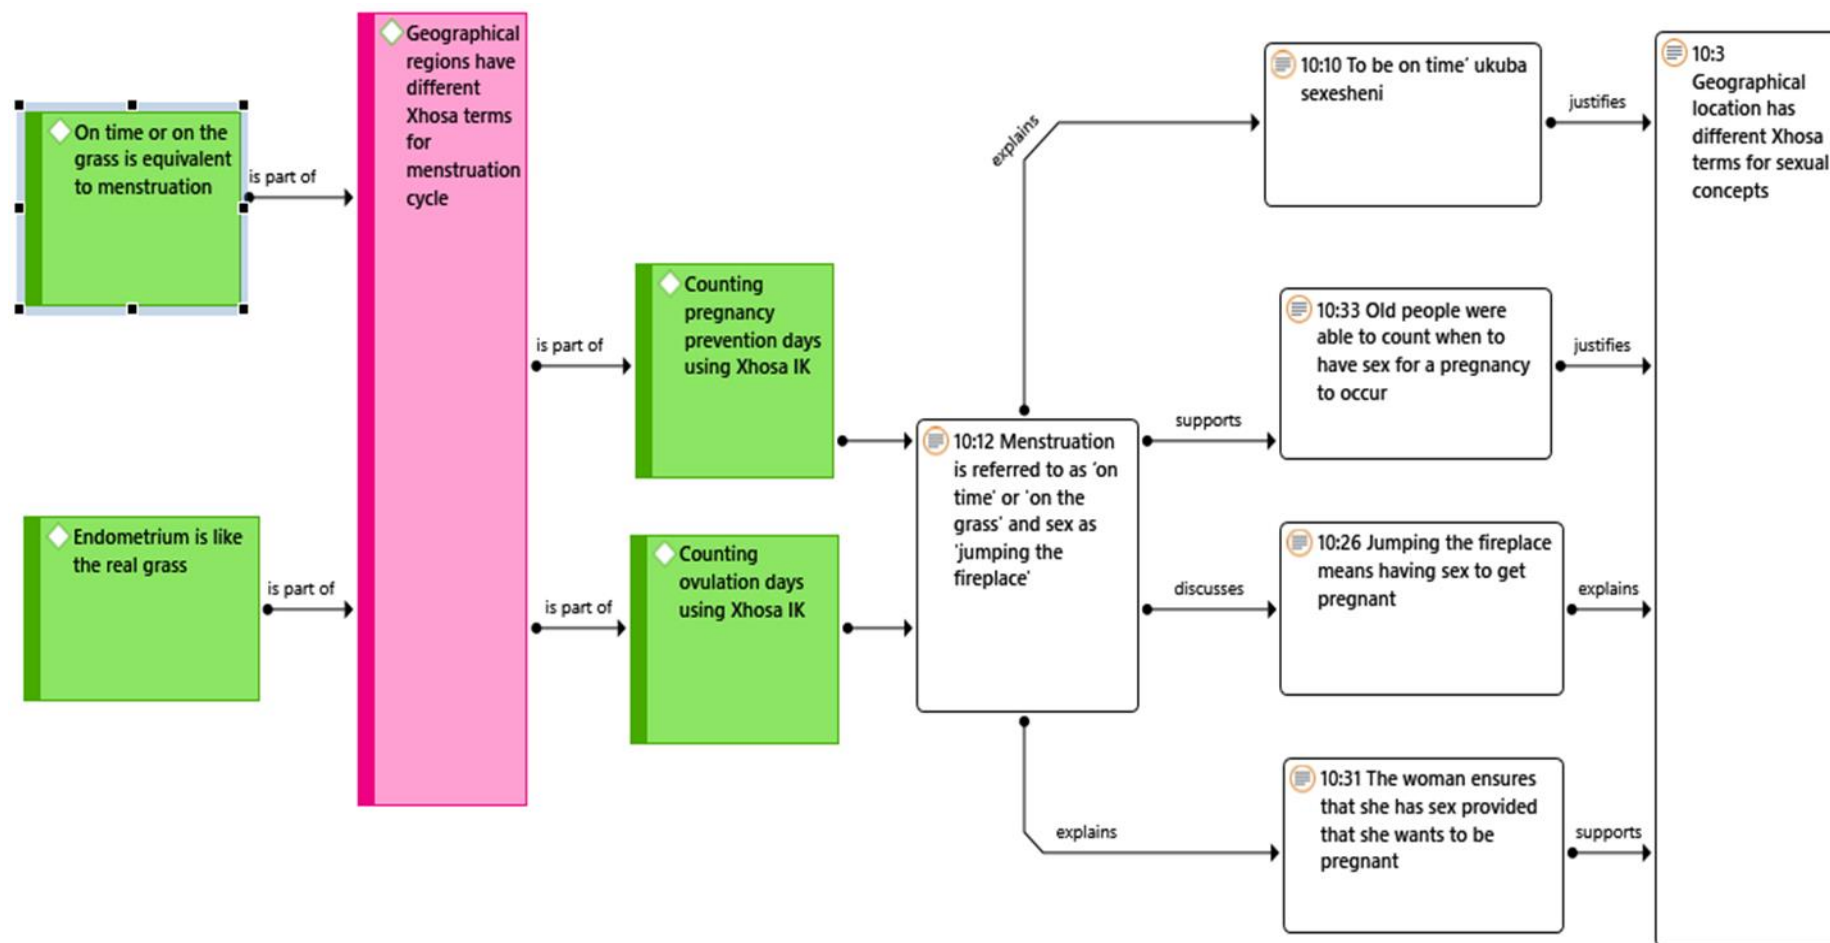 On time or on the
grass is equivalent
to menstruation
is part of
Endometrium is like
the real grass
is part of
Geographical
regions have
different
Xhosa terms
for
menstruation
cycle
is part of
Counting
pregnancy
prevention days
using Xhosa IK
is part of
Counting
ovulation days
using Xhosa IK
10:12 Menstruation
is referred to as 'on
time' or 'on the
grass' and sex as
'jumping the
fireplace'
explains
10:10 To be on time' ukuba
sexesheni
justifies
supports
10:33 Old people were
able to count when to
have sex for a pregnancy
to occur
justifies
discusses
10:26 Jumping the fireplace
means having sex to get
pregnant
explains
explains
10:31 The woman ensures
that she has sex provided
that she wants to be
pregnant
supports
10:3
Geographical
location has
different Xhosa
terms for sexual
concepts